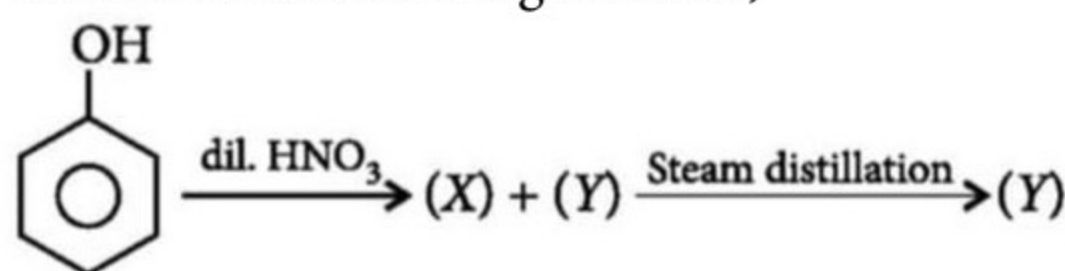 OH
dil. HNO₃
(X) + (Y)
Steam distillation
(Y)